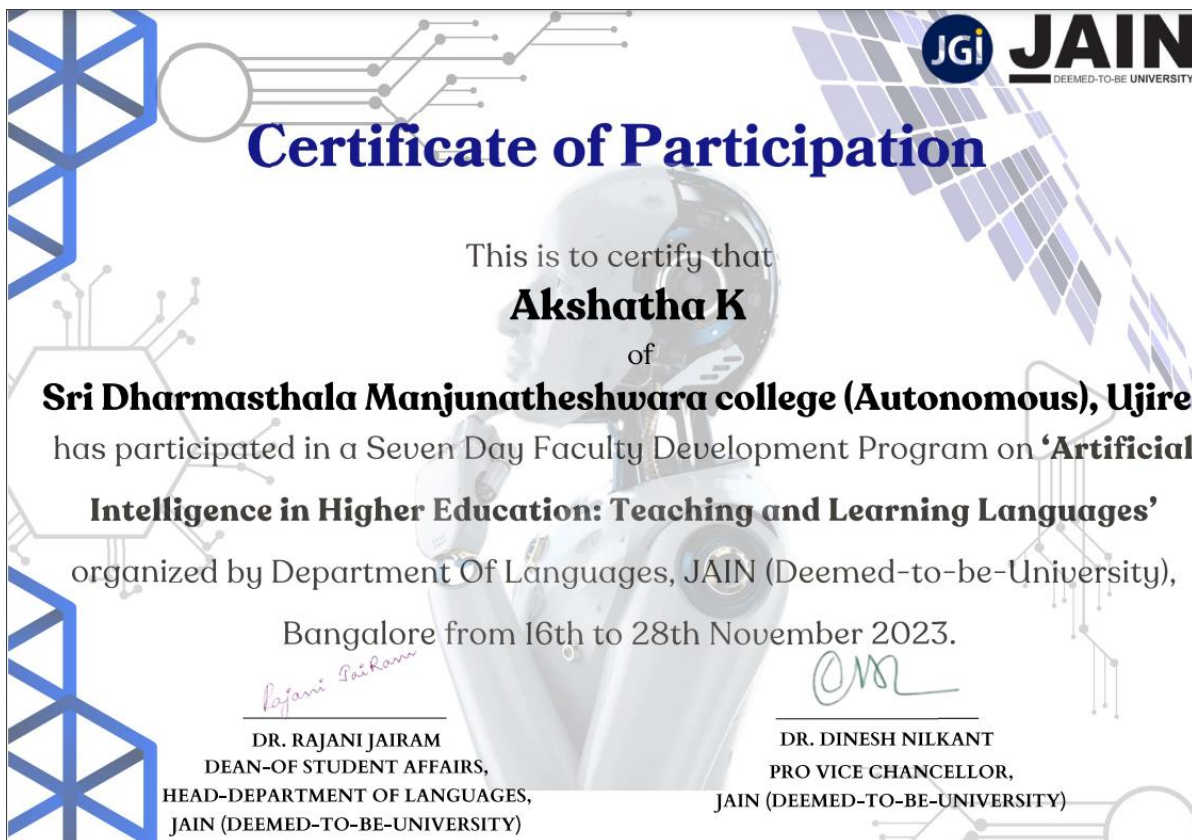 JGi JAIN
DEEMED-TO-BE UNIVERSITY
Certificate of Participation
This is to certify that
Akshatha K
of
Sri Dharmasthala Manjunatheshwara college (Autonomous), Ujire
has participated in a Seven Day Faculty Development Program on ‘Artificial
Intelligence in Higher Education: Teaching and Learning Languages’
organized by Department Of Languages, JAIN (Deemed-to-be-University),
Bangalore from 16th to 28th November 2023.
Rajani JaiRam
DR. RAJANI JAIRAM
DEAN-OF STUDENT AFFAIRS,
HEAD-DEPARTMENT OF LANGUAGES,
JAIN (DEEMED-TO-BE-UNIVERSITY)
DR. DINESH NILKANT
PRO VICE CHANCELLOR,
JAIN (DEEMED-TO-BE-UNIVERSITY)